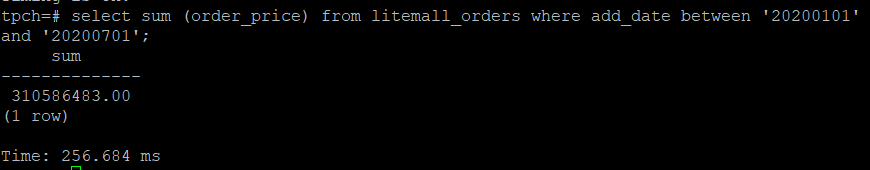 tpch=# select sum (order_price) from litemall_orders where add_date between '20200101'
and '20200701';
sum
--------------
310586483.00
(1 row)
Time: 256.684 ms